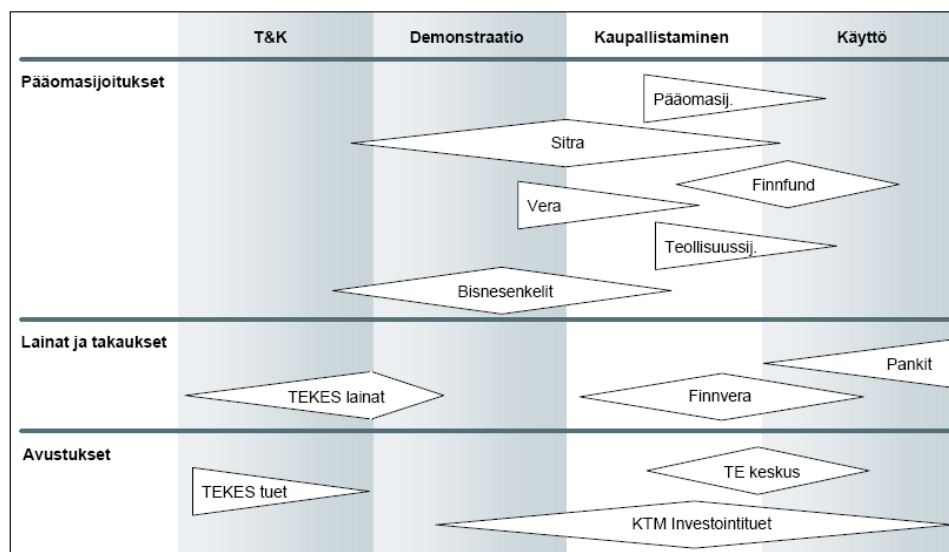 T&K Demonstraatio Kaupallistaminen Käyttö
Pääomasijoitukset
Pääomasij.
Sitra
Finnfund
Vera
Teollisuussij.
Bisnesenkelit
Lainat ja takaukset
Pankit
TEKES lainat
Finnvera
Avustukset
TE keskus
TEKES tuet
KTM Investointituet